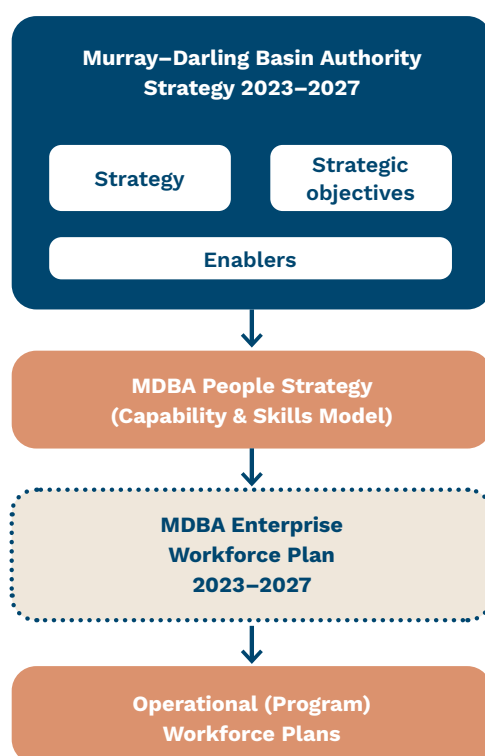 Murray–Darling Basin Authority
Strategy 2023–2027
Strategy
Strategic
objectives
Enablers
MDBA People Strategy
(Capability & Skills Model)
MDBA Enterprise
Workforce Plan
2023–2027
Operational (Program)
Workforce Plans